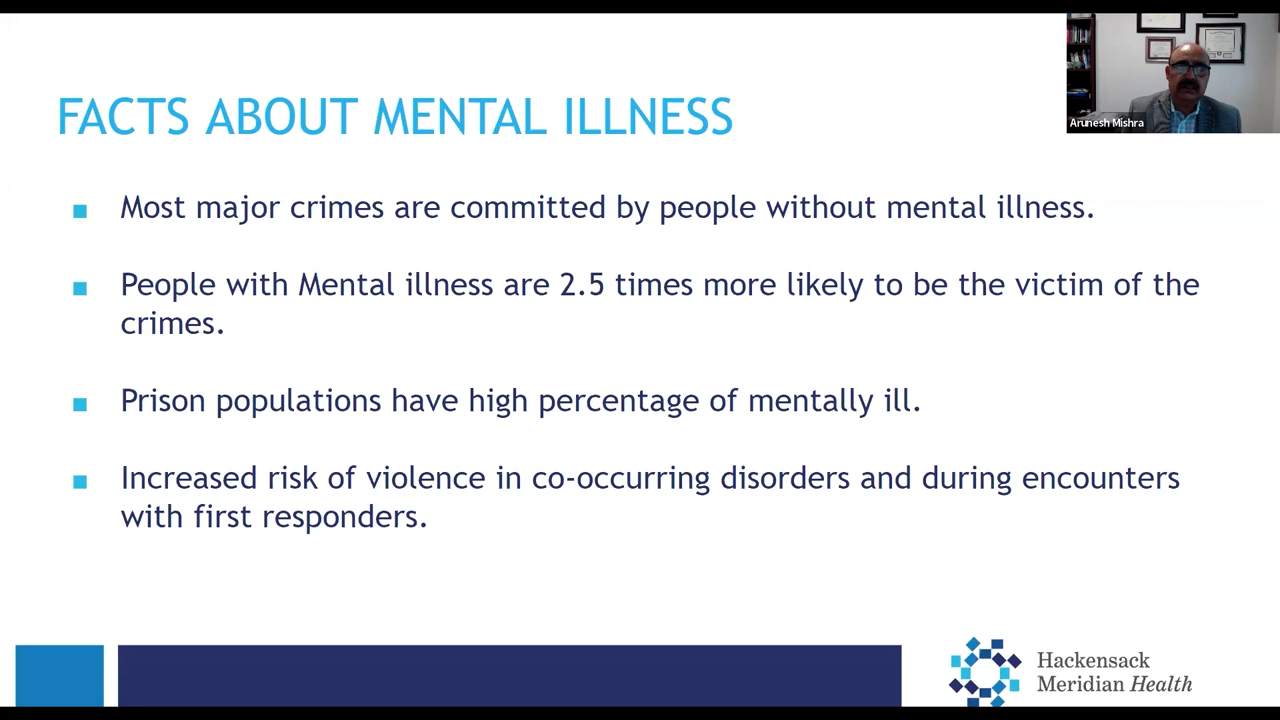 FACTS ABOUT MENTAL ILLNESS
Arunesh Mishra
■ Most major crimes are committed by people without mental illness.
■ People with Mental illness are 2.5 times more likely to be the victim of the
crimes.
■ Prison populations have high percentage of mentally ill.
■ Increased risk of violence in co-occurring disorders and during encounters
with first responders.
Hackensack
Meridian Health